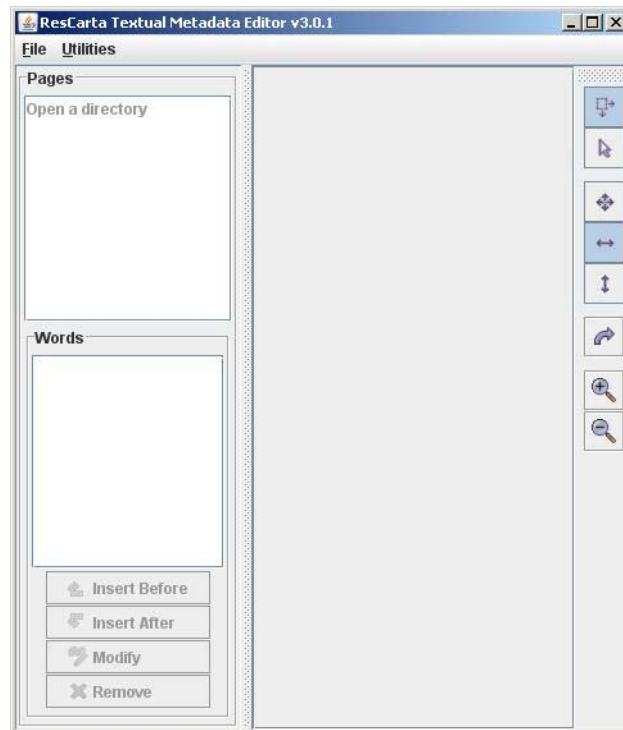 ResCarta Textual Metadata Editor v3.0.1
File Utilities
Pages
Open a directory
Words
Insert Before
Insert After
Modify
Remove